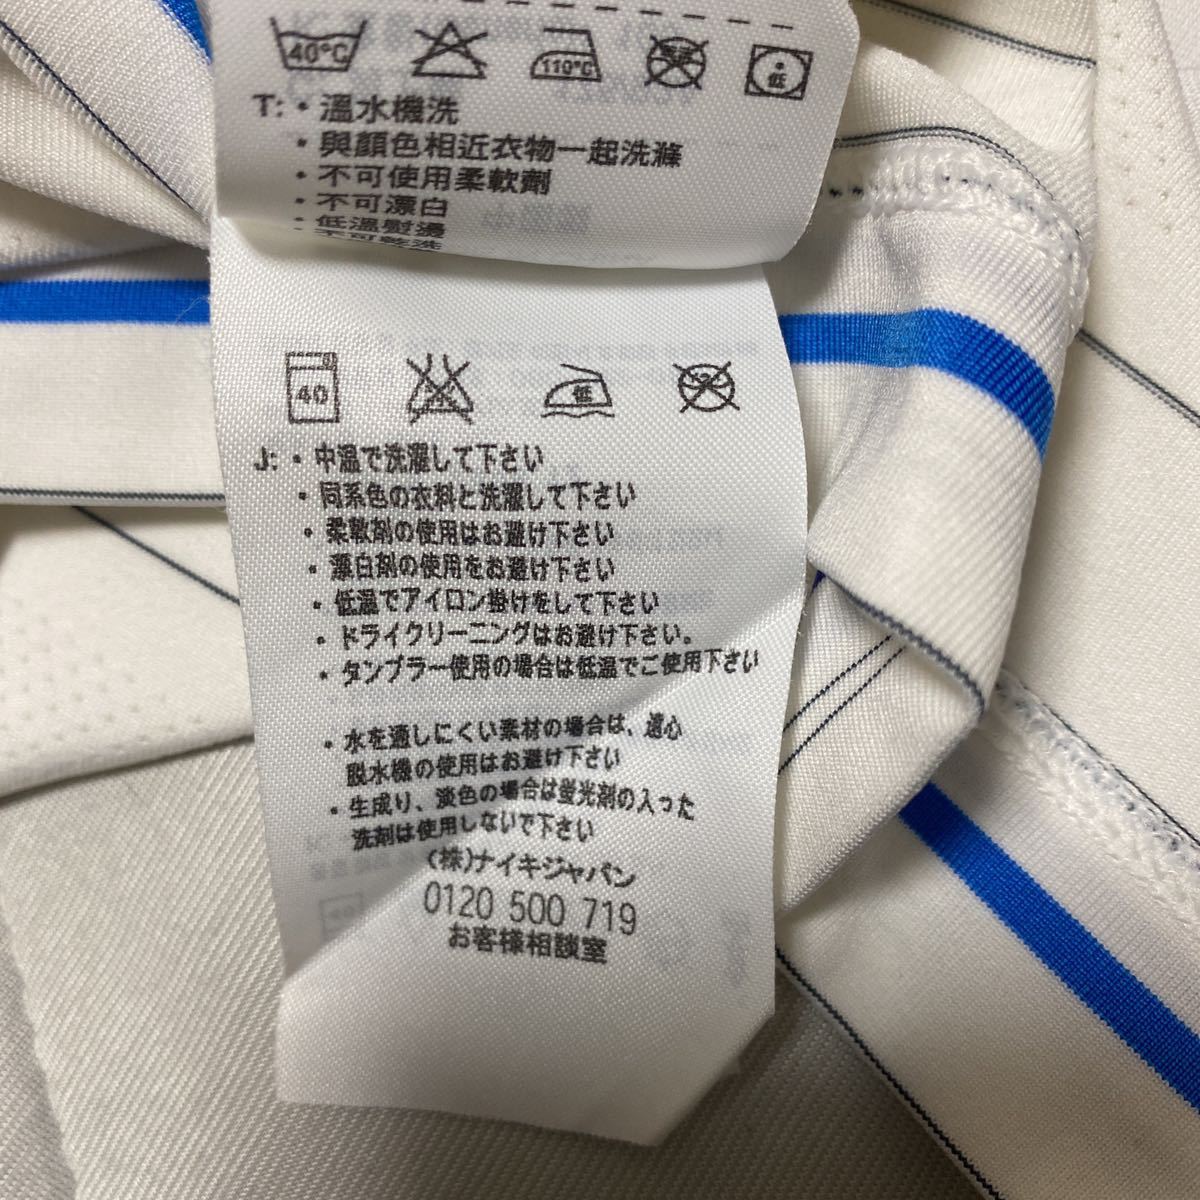 40°C 110°C 低
T: ・溫水機洗
・與顏色相近衣物一起洗滌
・不可使用柔軟劑
・不可漂白
・低溫熨燙
・不可乾洗
40 低
J: ・中温で洗濯して下さい
・同系色の衣料と洗濯して下さい
・柔軟剤の使用はお避け下さい
・漂白剤の使用をお避け下さい
・低温でアイロン掛けをして下さい
・ドライクリーニングはお避け下さい。
・タンブラー使用の場合は低温でご使用下さい
・水を通しにくい素材の場合は、遠心
脱水機の使用はお避け下さい
・生成り、淡色の場合は蛍光剤の入った
洗剤は使用しないで下さい
(株)ナイキジャパン
0120 500 719
お客様相談室